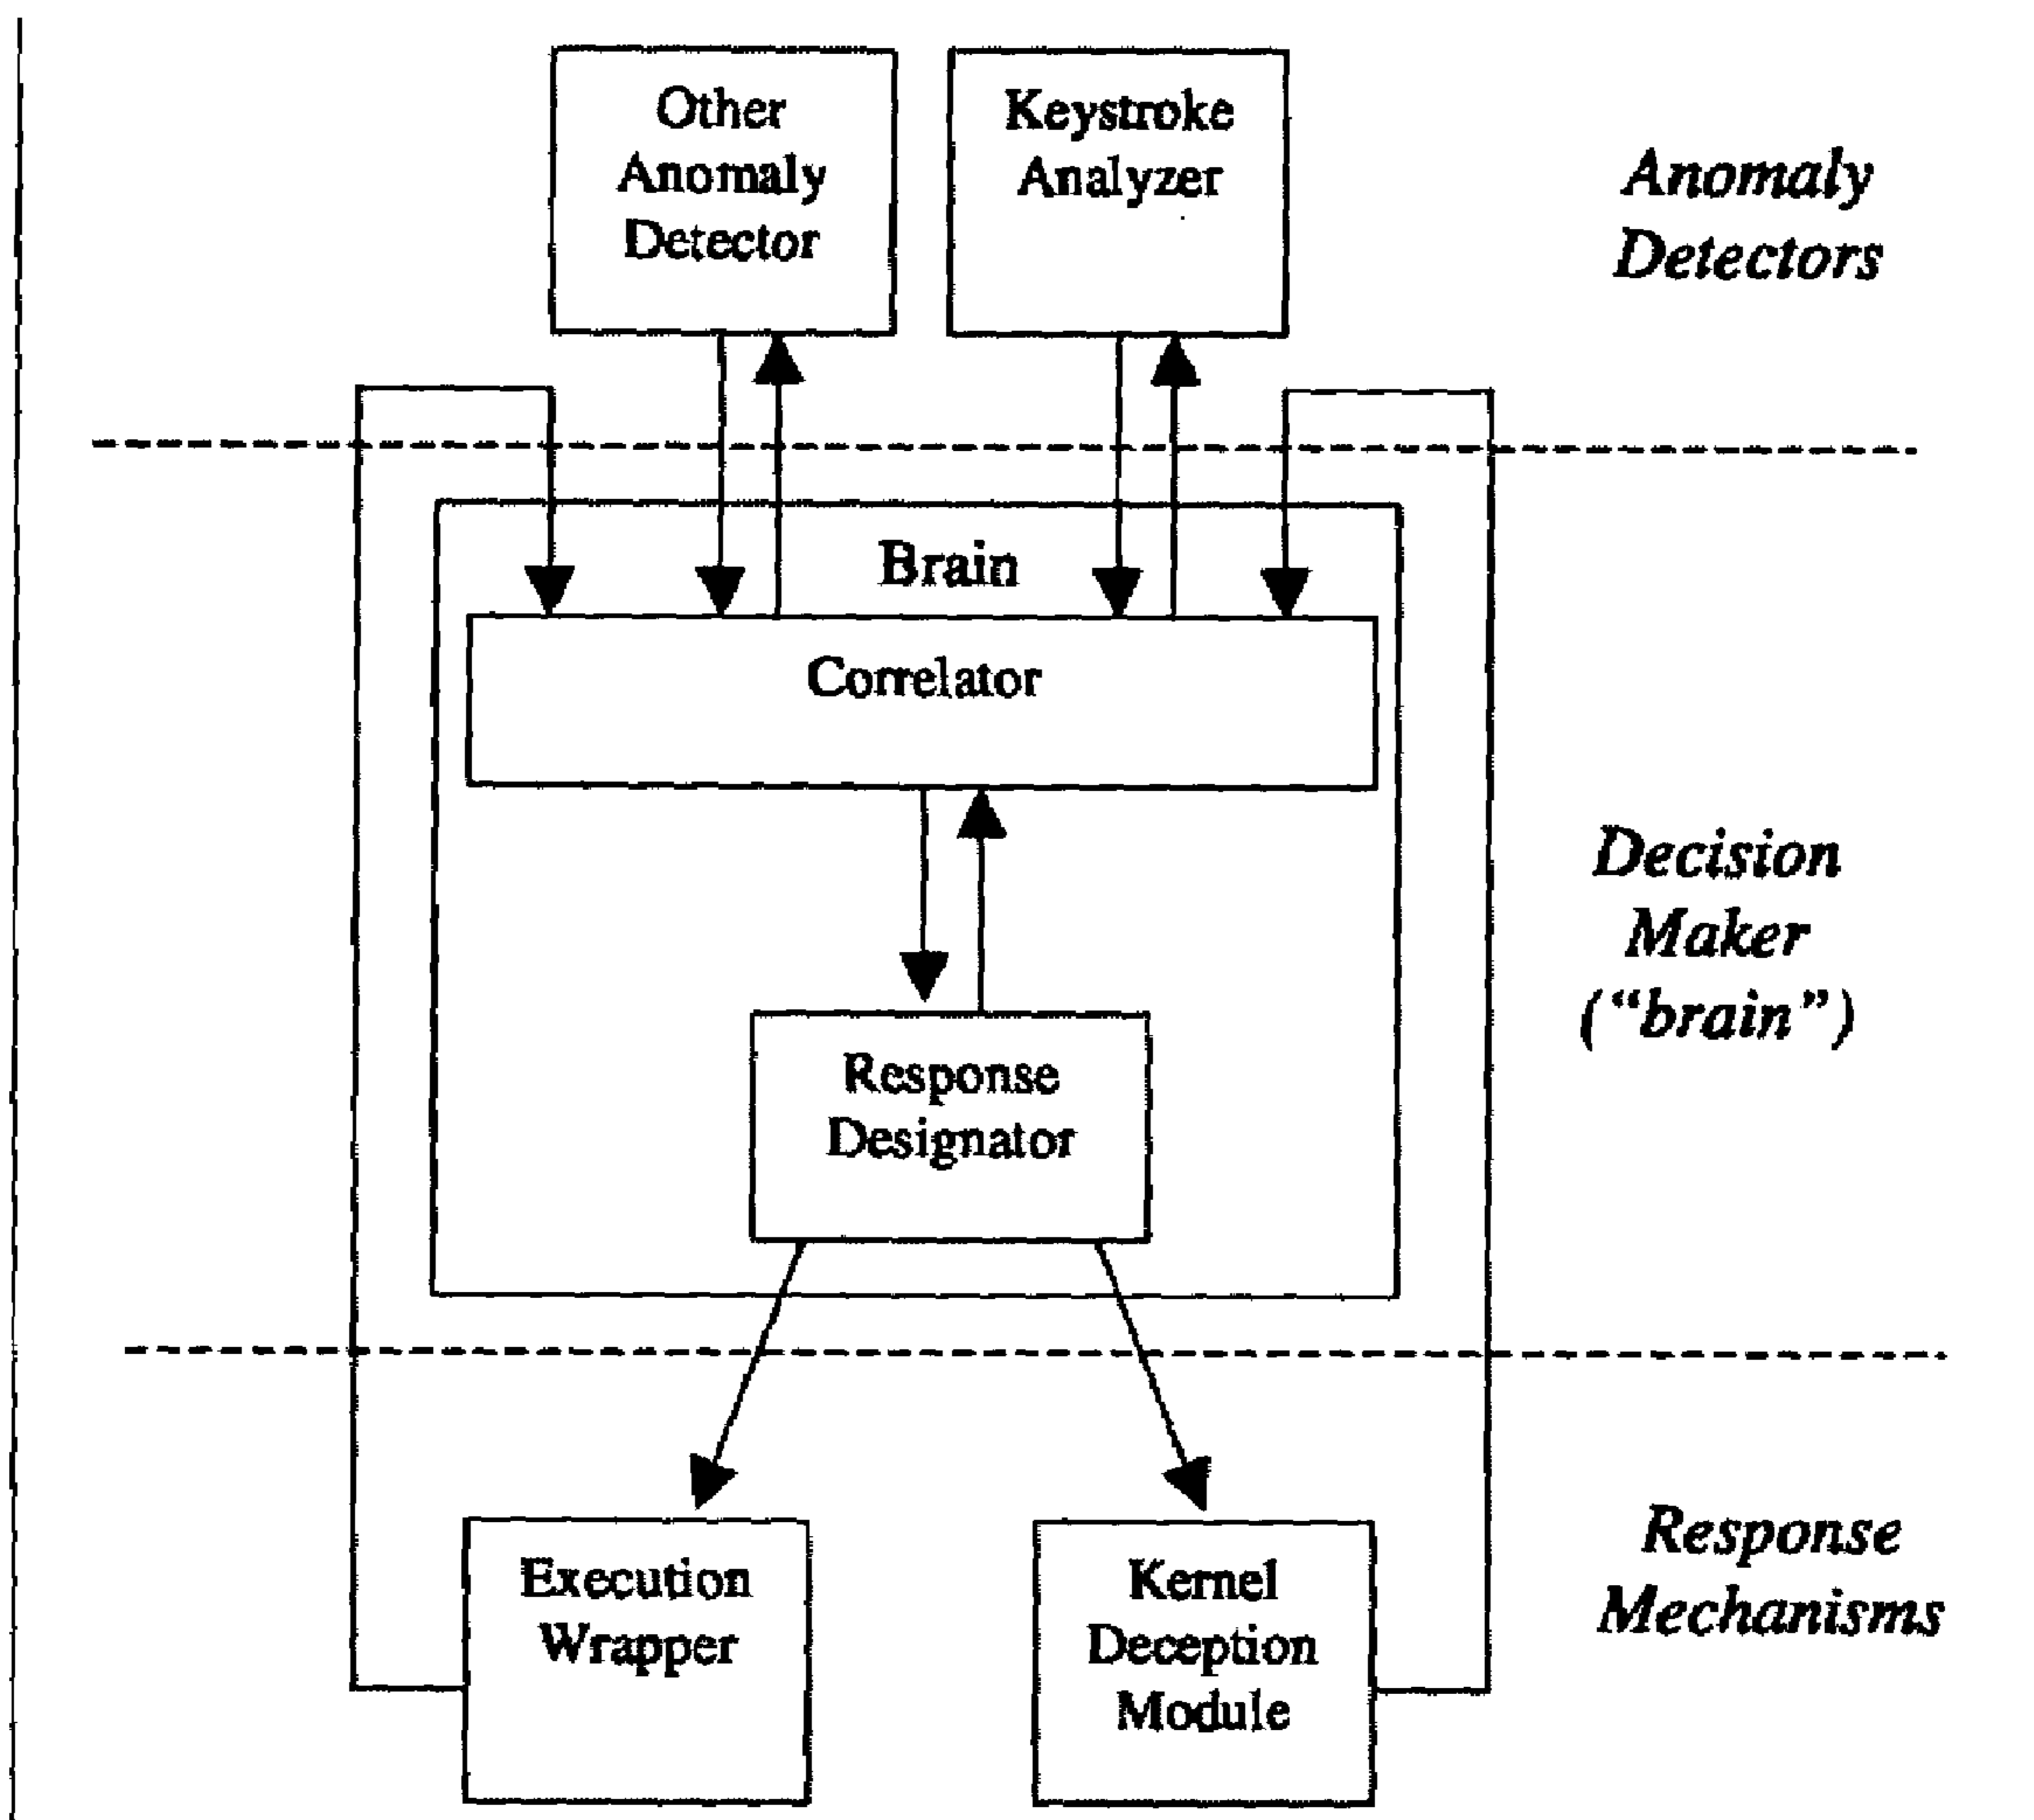 Other
Anomaly
Detector
Keystroke
Analyzer
Anomaly
Detectors
Brain
Correlator
Decision
Maker
(“brain”)
Response
Designator
Execution
Wrapper
Kernel
Deception
Module
Response
Mechanisms